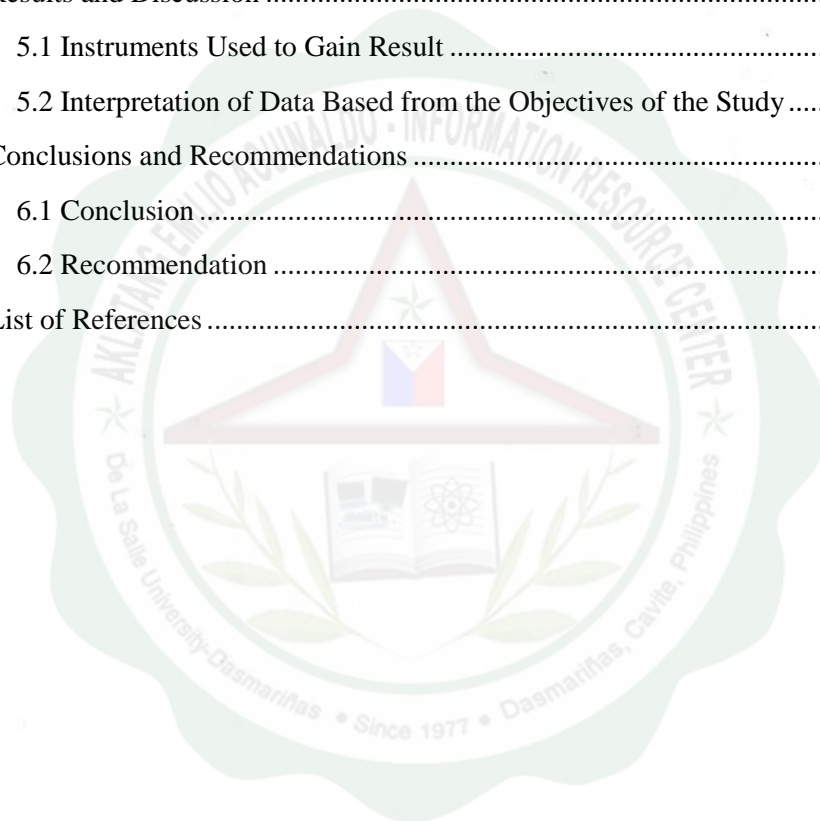 Results and Discussion ........................................................................
5.1 Instruments Used to Gain Result ................................................
5.2 Interpretation of Data Based from the Objectives of the Study ....
Conclusions and Recommendations .....................................................
6.1 Conclusion ...................................................................................
6.2 Recommendation ........................................................................
List of References .................................................................................
AKLATANG EMILIO AGUINALDO - INFORMATION RESOURCE CENTER
De La Salle University-Dasmariñas • Since 1977 • Dasmariñas, Cavite, Philippines